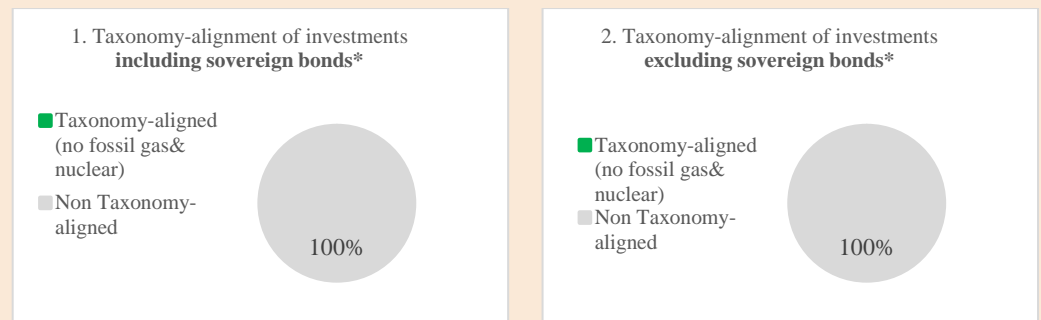 1. Taxonomy-alignment of investments
including sovereign bonds*
Taxonomy-aligned
(no fossil gas&
nuclear)
Non Taxonomy-
aligned
100%
2. Taxonomy-alignment of investments
excluding sovereign bonds*
Taxonomy-aligned
(no fossil gas&
nuclear)
Non Taxonomy-
aligned
100%